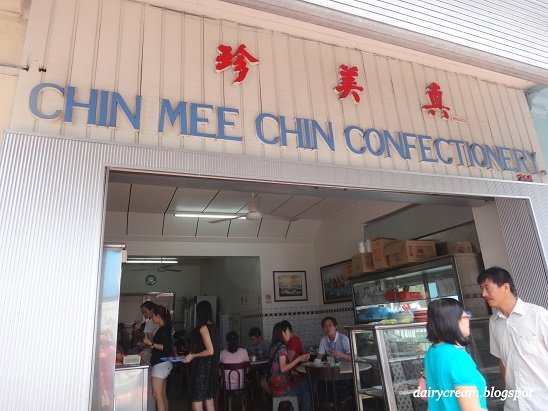 珍美真
CHIN MEE CHIN CONFECTIONERY
dairycream.blogspot